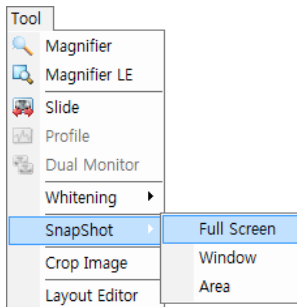 Tool
Magnifier
Magnifier LE
Slide
Profile
Dual Monitor
Whitening
SnapShot
Full Screen
Crop Image
Window
Layout Editor
Area